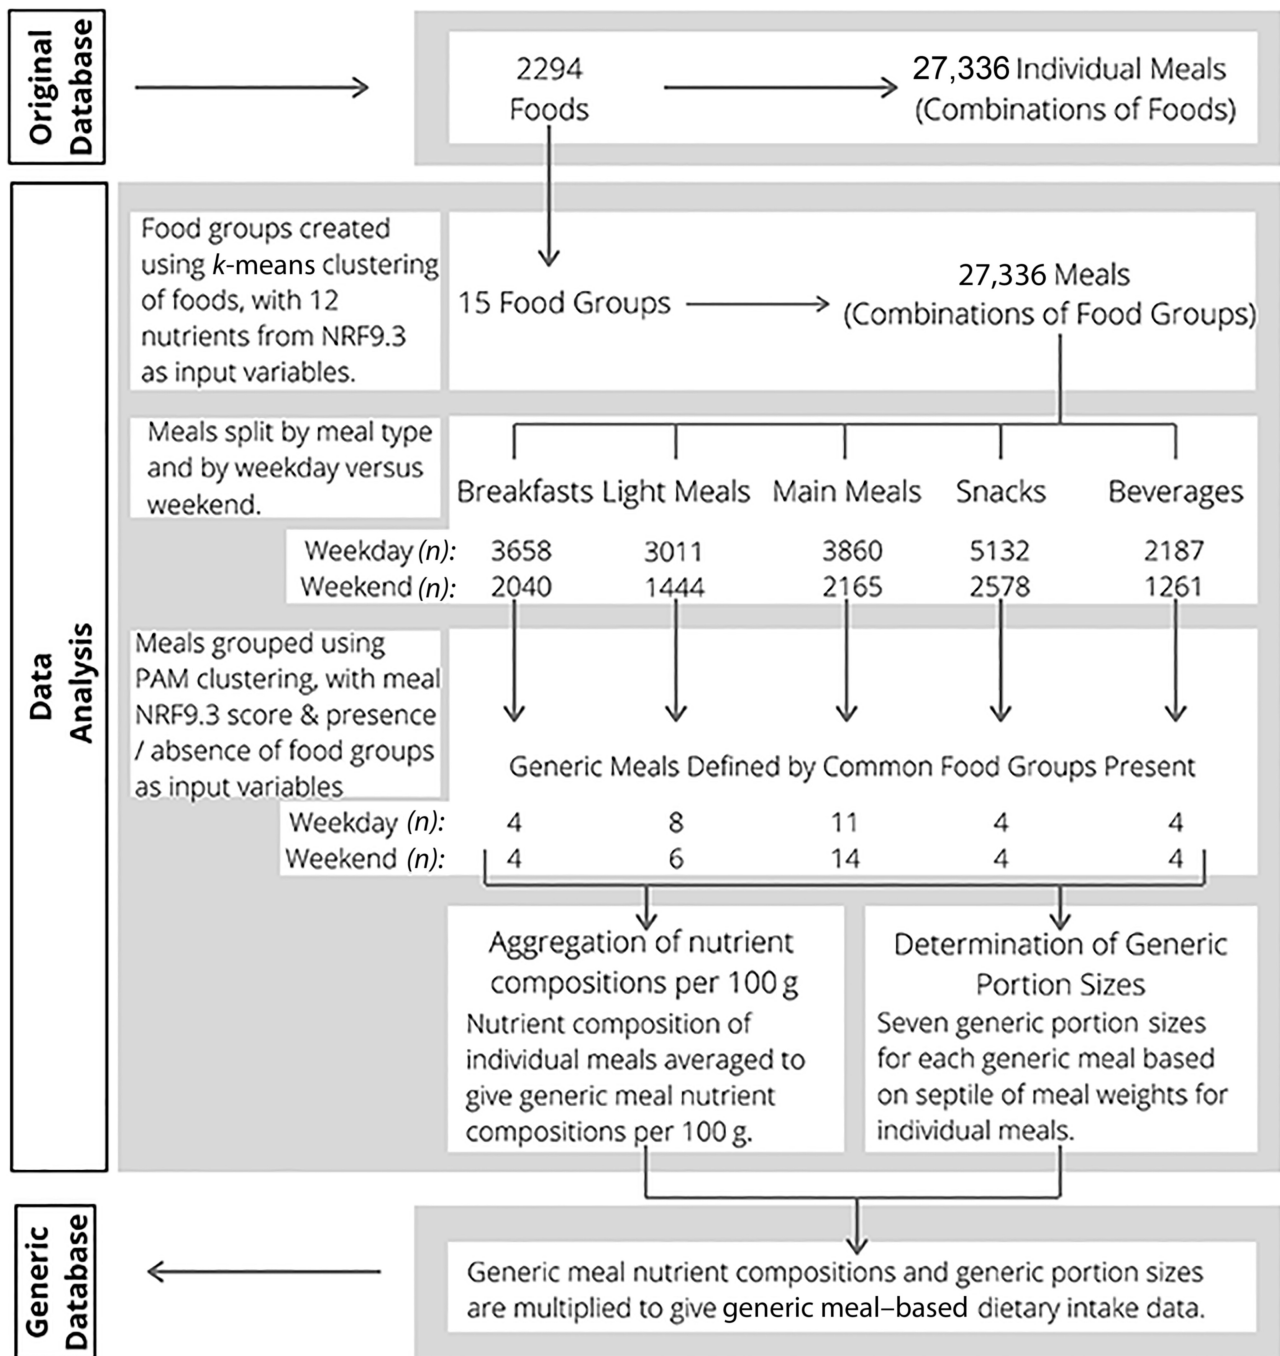 Original
Database
2294
Foods
27,336 Individual Meals
(Combinations of Foods)
Data
Analysis
Food groups created
using k-means clustering
of foods, with 12
nutrients from NRF9.3
as input variables.
15 Food Groups
27,336 Meals
(Combinations of Food Groups)
Meals split by meal type
and by weekday versus
weekend.
Breakfasts Light Meals Main Meals Snacks Beverages
Weekday (n): 3658 3011 3860 5132 2187
Weekend (n): 2040 1444 2165 2578 1261
Meals grouped using
PAM clustering, with meal
NRF9.3 score & presence
/ absence of food groups
as input variables
Generic Meals Defined by Common Food Groups Present
Weekday (n): 4 8 11 4 4
Weekend (n): 4 6 14 4 4
Aggregation of nutrient
compositions per 100 g
Nutrient composition of
individual meals averaged to
give generic meal nutrient
compositions per 100 g.
Determination of Generic
Portion Sizes
Seven generic portion sizes
for each generic meal based
on septile of meal weights for
individual meals.
Generic
Database
Generic meal nutrient compositions and generic portion sizes
are multiplied to give generic meal–based dietary intake data.